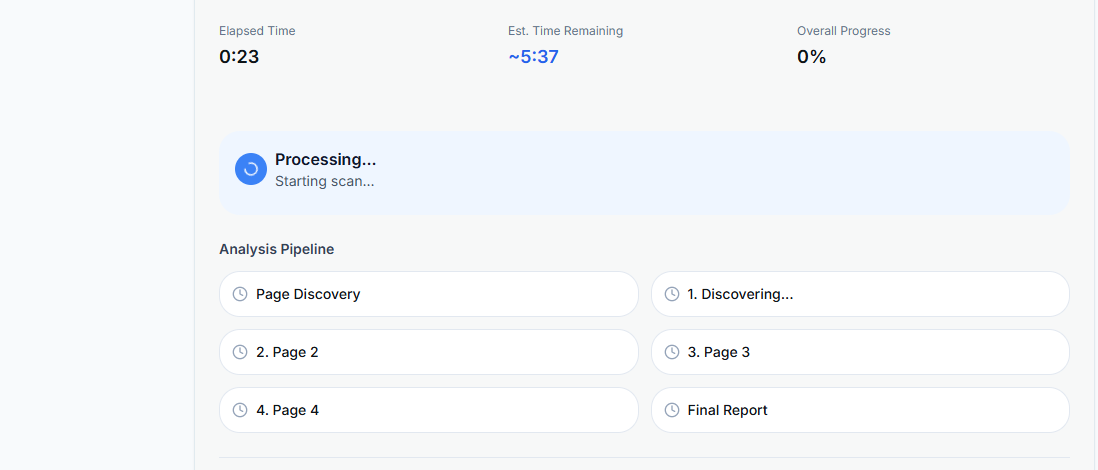 Elapsed Time
0:23
Est. Time Remaining
~5:37
Overall Progress
0%
Processing...
Starting scan...
Analysis Pipeline
Page Discovery
1. Discovering...
2. Page 2
3. Page 3
4. Page 4
Final Report